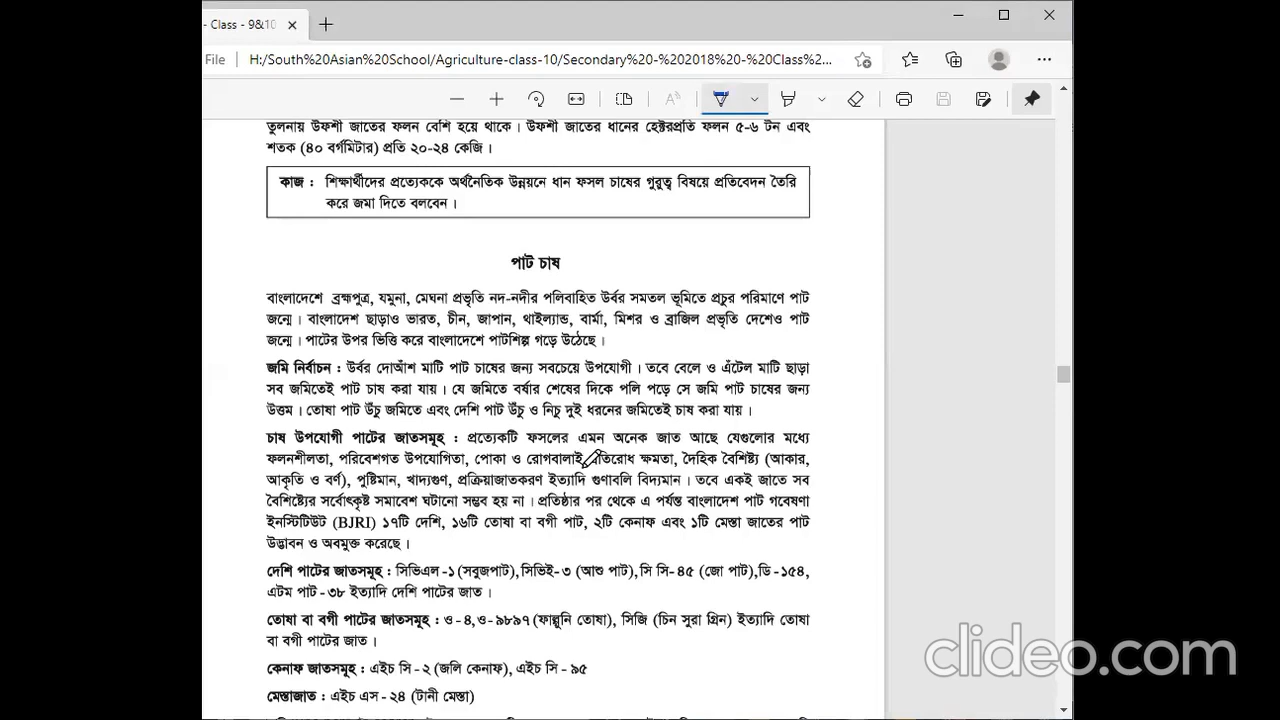 - Class - 9&10
File
H:/South%20Asian%20School/Agriculture-class-10/Secondary%20-%202018%20-%20Class%2...
তুলনায় উফশী জাতের ফলন বেশি হয়ে থাকে। উফশী জাতের ধানের হেক্টরপ্রতি ফলন ৫-৬ টন এবং
শতক (৪০ বর্গমিটার) প্রতি ২০-২৪ কেজি।
কাজ : শিক্ষার্থীদের প্রত্যেককে অর্থনৈতিক উন্নয়নে ধান ফসল চাষের গুরুত্ব বিষয়ে প্রতিবেদন তৈরি
করে জমা দিতে বলবেন।
পাট চাষ
বাংলাদেশে ব্রহ্মপুত্র, যমুনা, মেঘনা প্রভৃতি নদ-নদীর পলিবাহিত উর্বর সমতল ভূমিতে প্রচুর পরিমাণে পাট
জন্মে। বাংলাদেশ ছাড়াও ভারত, চীন, জাপান, থাইল্যান্ড, বার্মা, মিশর ও ব্রাজিল প্রভৃতি দেশেও পাট
জন্মে। পাটের উপর ভিত্তি করে বাংলাদেশে পাটশিল্প গড়ে উঠেছে।
জমি নির্বাচন : উর্বর দোআঁশ মাটি পাট চাষের জন্য সবচেয়ে উপযোগী। তবে বেলে ও এঁটেল মাটি ছাড়া
সব জমিতেই পাট চাষ করা যায়। যে জমিতে বর্ষার শেষের দিকে পলি পড়ে সে জমি পাট চাষের জন্য
উত্তম। তোষা পাট উঁচু জমিতে এবং দেশি পাট উঁচু ও নিচু দুই ধরনের জমিতেই চাষ করা যায়।
চাষ উপযোগী পাটের জাতসমূহ : প্রত্যেকটি ফসলের এমন অনেক জাত আছে যেগুলোর মধ্যে
ফলনশীলতা, পরিবেশগত উপযোগিতা, পোকা ও রোগবালাই প্রতিরোধ ক্ষমতা, দৈহিক বৈশিষ্ট্য (আকার,
আকৃতি ও বর্ণ), পুষ্টিমান, খাদ্যগুণ, প্রক্রিয়াজাতকরণ ইত্যাদি গুণাবলি বিদ্যমান। তবে একই জাতে সব
বৈশিষ্ট্যের সর্বোৎকৃষ্ট সমাবেশ ঘটানো সম্ভব হয় না। প্রতিষ্ঠার পর থেকে এ পর্যন্ত বাংলাদেশ পাট গবেষণা
ইনস্টিটিউট (BJRI) ১৭টি দেশি, ১৬টি তোষা বা বগী পাট, ২টি কেনাফ এবং ১টি মেস্তা জাতের পাট
উদ্ভাবন ও অবমুক্ত করেছে।
দেশি পাটের জাতসমূহ : সিভিএল -১ (সবুজপাট),সিভিই-৩ (আশু পাট),সি সি-৪৫ (জো পাট),ডি -১৫৪,
এটম পাট - ৩৮ ইত্যাদি দেশি পাটের জাত।
তোষা বা বগী পাটের জাতসমূহ : ও - ৪,ও - ৯৮৯৭ (ফাল্গুনি তোষা), সিজি (চিন সুরা গ্রিন) ইত্যাদি তোষা
বা বগী পাটের জাত।
কেনাফ জাতসমূহ : এইচ সি - ২ (জলি কেনাফ), এইচ সি - ৯৫
মেস্তাজাত : এইচ এস - ২৪ (টানী মেস্তা)
clideo.com